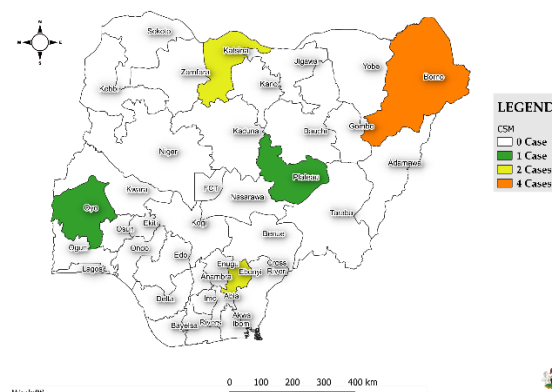 N
Sokoto
Katsina
Jigawa
Yobe
Borno
Zamfara
Kano
Kebbi
LEGEND
CSM
0 Case
1 Case
2 Cases
4 Cases
Kaduna
Bauchi
Gombe
Niger
Adamawa
Plateau
Kwara
FCT
Nasarawa
Oyo
Taraba
Osun
Ekiti
Kogi
Benue
Ogun
Ondo
Edo
Enugu
Ebonyi
Cross
River
Lagos
Anambra
Delta
Imo
Abia
Bayelsa
Rivers
Akwa
Ibom
0 100 200 300 400 km